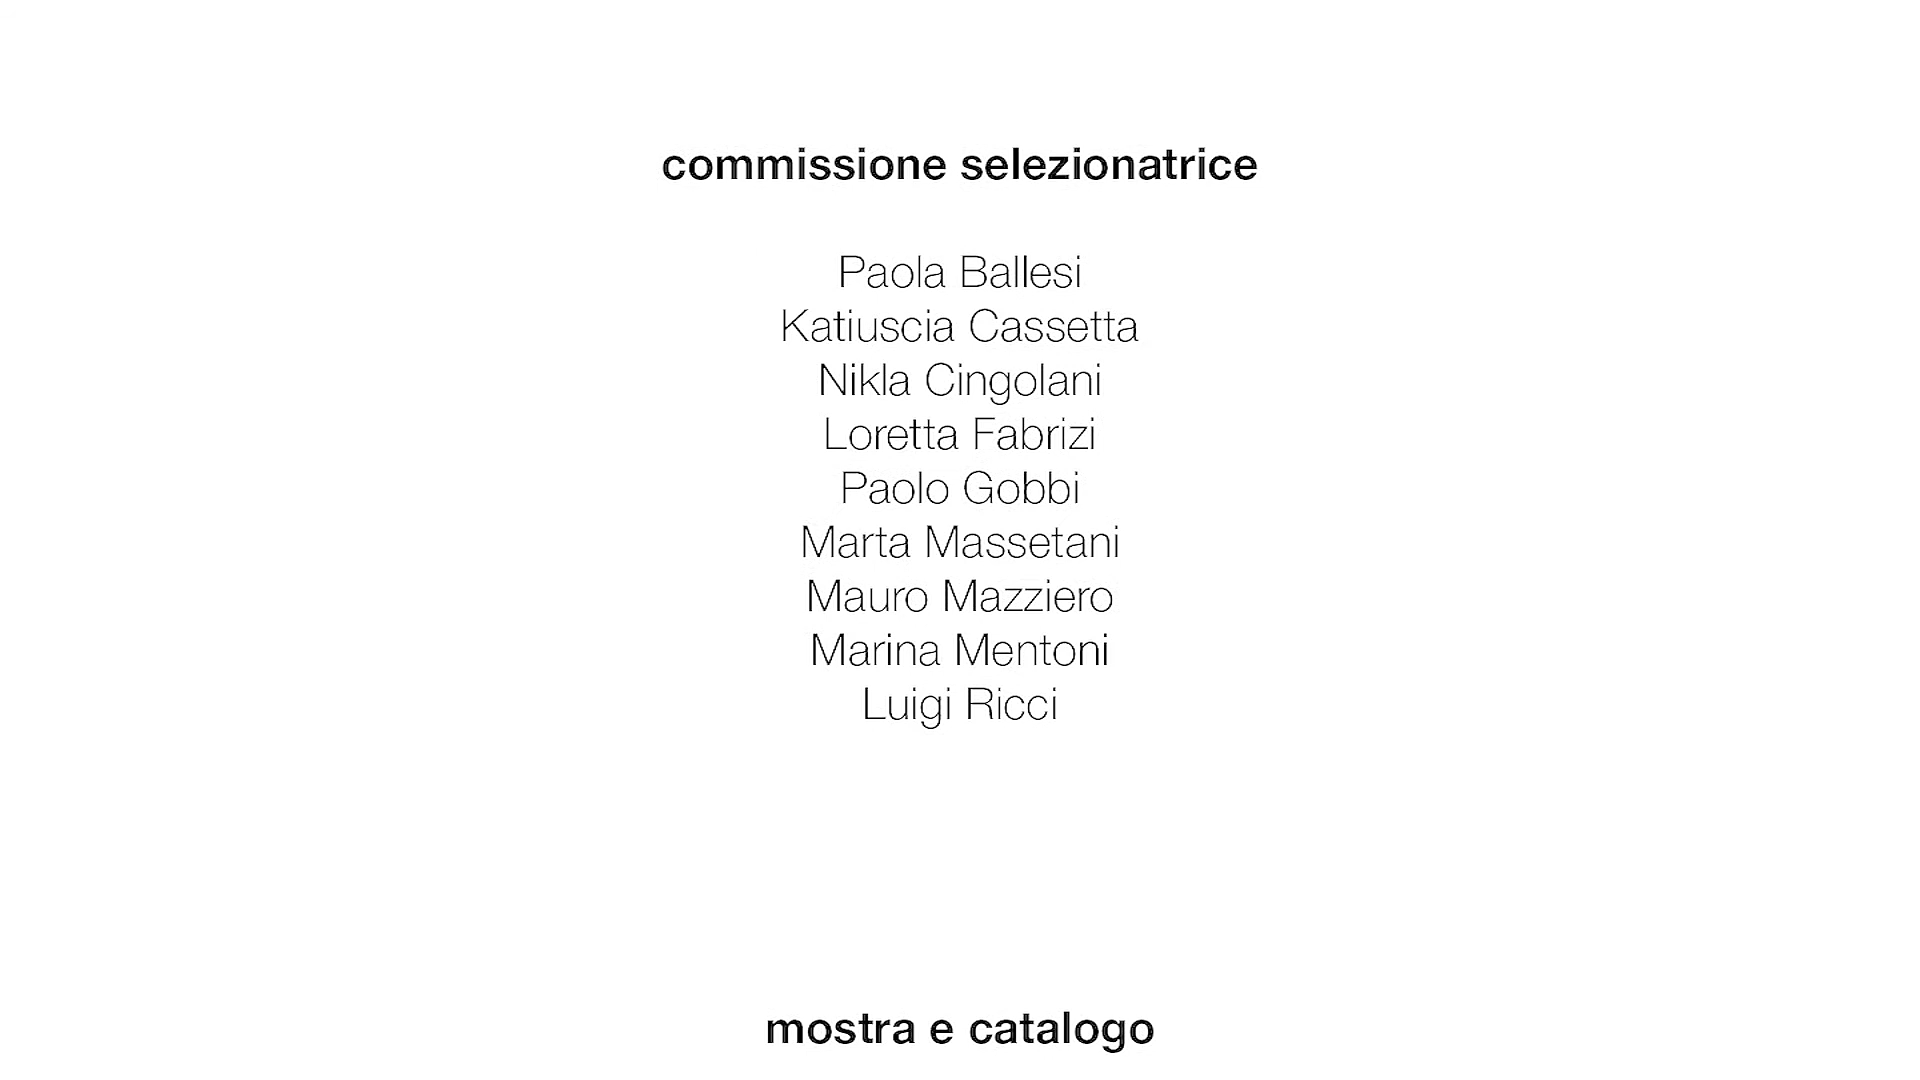 commissione selezionatrice
Paola Ballesi
Katiuscia Cassetta
Nikla Cingolani
Loretta Fabrizi
Paolo Gobbi
Marta Massetani
Mauro Mazziero
Marina Mentoni
Luigi Ricci
mostra e catalogo